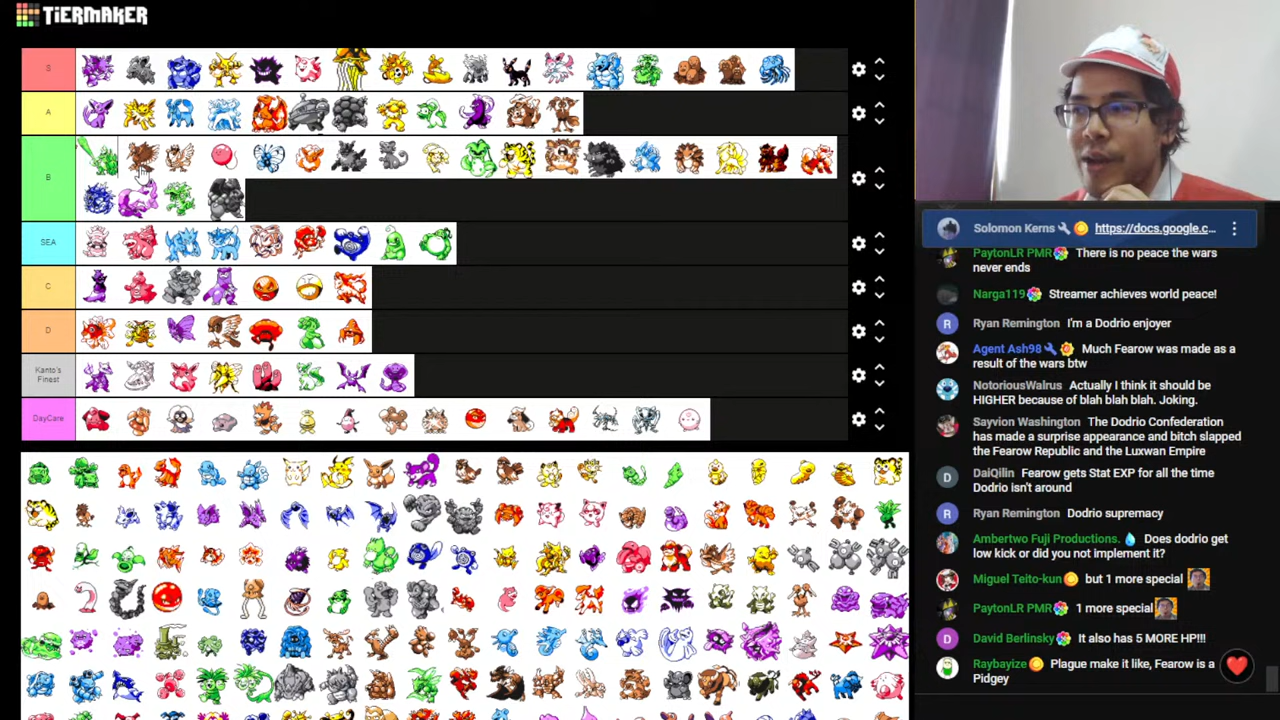 TIERMAKER
S
A
B
SEA
C
D
Kanto's
Finest
DayCare
Solomon Kerns https://docs.google.c...
PaytonLR PMR There is no peace the wars
never ends
Narga119 Streamer achieves world peace!
R Ryan Remington I'm a Dodrio enjoyer
Agent Ash98 Much Fearow was made as a
result of the wars btw
NotoriousWalrus Actually I think it should be
HIGHER because of blah blah blah. Joking.
Sayvion Washington The Dodrio Confederation
has made a surprise appearance and bitch slapped
the Fearow Republic and the Luxwan Empire
D DaiQilin Fearow gets Stat EXP for all the time
Dodrio isn't around
R Ryan Remington Dodrio supremacy
Ambertwo Fuji Productions. Does dodrio get
low kick or did you not implement it?
Miguel Teito-kun but 1 more special
PaytonLR PMR 1 more special
David Berlinsky It also has 5 MORE HP!!!
Raybayize Plague make it like, Fearow is a
Pidgey